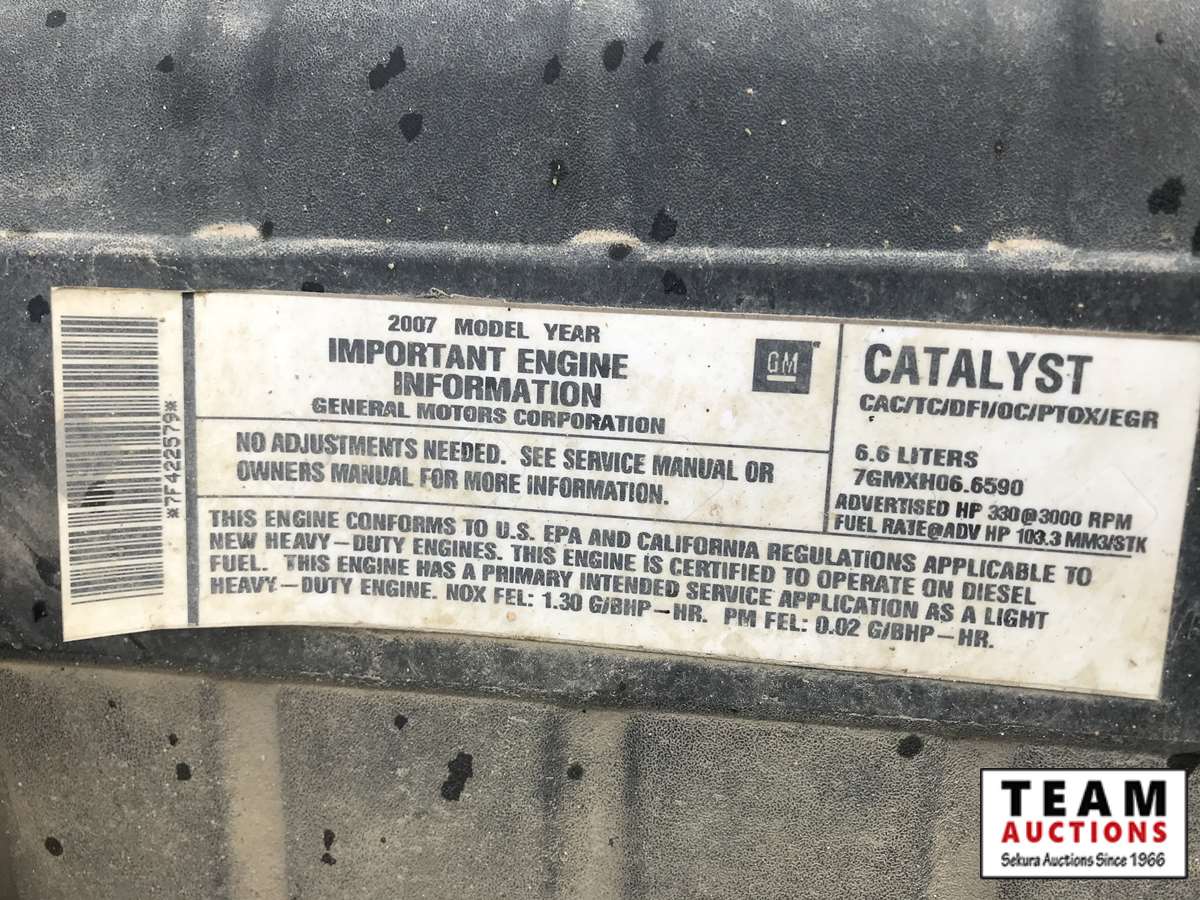 *7F422579*
2007 MODEL YEAR
IMPORTANT ENGINE
INFORMATION
GENERAL MOTORS CORPORATION
GM
NO ADJUSTMENTS NEEDED. SEE SERVICE MANUAL OR
OWNERS MANUAL FOR MORE INFORMATION.
CATALYST
CAC/TC/DFI/OC/PTOX/EGR
6.6 LITERS
7GMXH06.6590
ADVERTISED HP 330@3000 RPM
FUEL RATE@ADV HP 103.3 MM3/STK
THIS ENGINE CONFORMS TO U.S. EPA AND CALIFORNIA REGULATIONS APPLICABLE TO
NEW HEAVY-DUTY ENGINES. THIS ENGINE IS CERTIFIED TO OPERATE ON DIESEL
FUEL. THIS ENGINE HAS A PRIMARY INTENDED SERVICE APPLICATION AS A LIGHT
HEAVY-DUTY ENGINE. NOX FEL: 1.30 G/BHP-HR. PM FEL: 0.02 G/BHP-HR.
TEAM
AUCTIONS
Sekura Auctions Since 1966